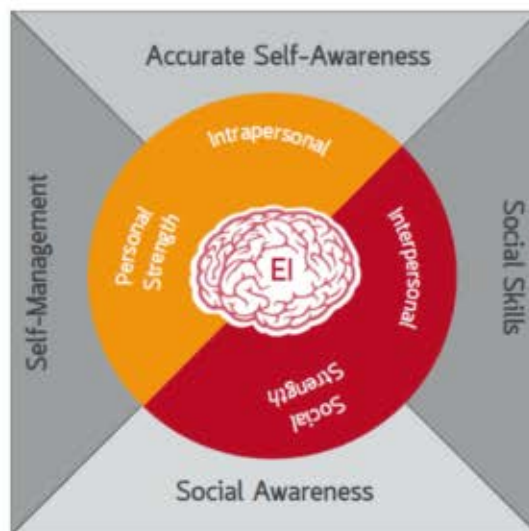 Accurate Self-Awareness
Intrapersonal
Personal
Strength
Self-Management
EI
Interpersonal
Social Skills
Social
Strength
Social Awareness